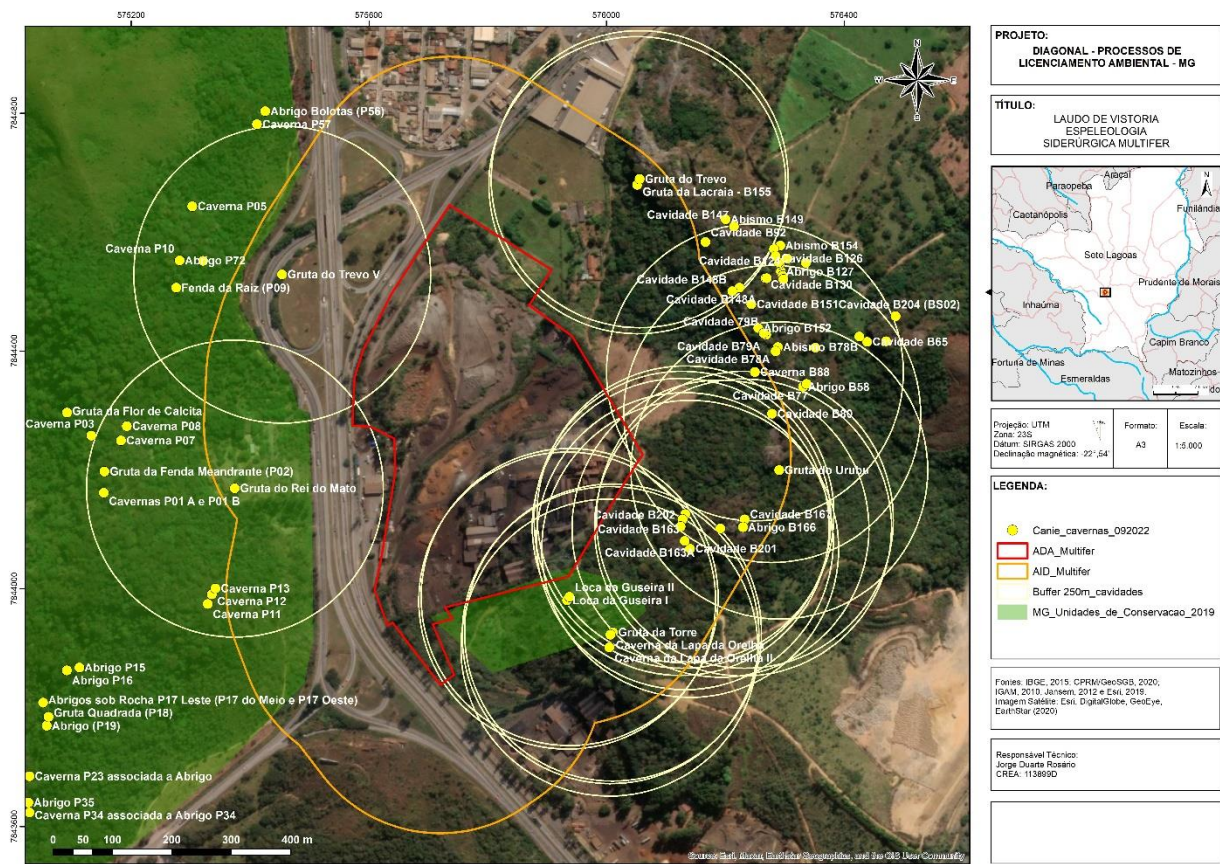 575200
575600
576000
576400
7844800
7844400
7844000
7843600
Abrigo Bolotas (P56)
Caverna P57
Caverna P05
Caverna P10
Abrigo P72
Fenda da Raiz (P09)
Gruta do Trevo V
Gruta da Flor de Calcita
Caverna P03
Caverna P08
Caverna P07
Gruta da Fenda Meandrante (P02)
Gruta do Rei do Mato
Cavernas P01 A e P01 B
Caverna P13
Caverna P12
Caverna P11
Abrigo P15
Abrigo P16
Abrigos sob Rocha P17 Leste (P17 do Meio e P17 Oeste)
Gruta Quadrada (P18)
Abrigo (P19)
Caverna P23 associada a Abrigo
Abrigo P35
Caverna P34 associada a Abrigo P34
Gruta do Trevo
Gruta da Lacraia - B155
Cavidade B147
Abismo B149
Cavidade B92
Abismo B154
Cavidade B126
Abrigo B127
Cavidade B130
Cavidade B148B
Cavidade B148A
Cavidade B151
Cavidade B204 (BS02)
Cavidade 79B
Abrigo B152
Cavidade B65
Cavidade B79A
Abismo B78B
Cavidade B78A
Caverna B88
Abrigo B58
Cavidade B77
Cavidade B80
Gruta do Urubu
Cavidade B202
Cavidade B167
Cavidade B163
Abrigo B166
Cavidade B201
Cavidade B163A
Loca da Guseira II
Loca da Guseira I
Gruta da Torre
Caverna da Lapa da Orelha
Caverna da Lapa da Orelha II
0 50 100 200 300 400 m
N
W
E
S
PROJETO:
DIAGONAL - PROCESSOS DE
LICENCIAMENTO AMBIENTAL - MG
TÍTULO:
LAUDO DE VISTORIA
ESPELEOLOGIA
SIDERÚRGICA MULTIFER
Araçaí
N
Paraopeba
Caetanópolis
Funilândia
Sete Lagoas
Prudente de Morais
Inhaúma
Capim Branco
Fortuna de Minas
Matozinhos
Esmeraldas
Projeção: UTM
Zona: 23S
Dátum: SIRGAS 2000
Declinação magnética: -22°,54'
Formato:
A3
Escala:
1:5.000
LEGENDA:
Canie_cavernas_092022
ADA_Multifer
AID_Multifer
Buffer 250m_cavidades
MG_Unidades_de_Conservacao_2019
Fontes: IBGE, 2015, CPRM/GeoSGB, 2020;
IGAM, 2010, Jansem, 2012 e Esri, 2019.
Imagem Satélite: Esri, DigitalGlobe, GeoEye,
EarthStar (2020)
Responsável Técnico:
Jorge Duarte Rosário
CREA: 113899D
Source: Esri, Maxar, Earthstar Geographics, and the GIS User Community